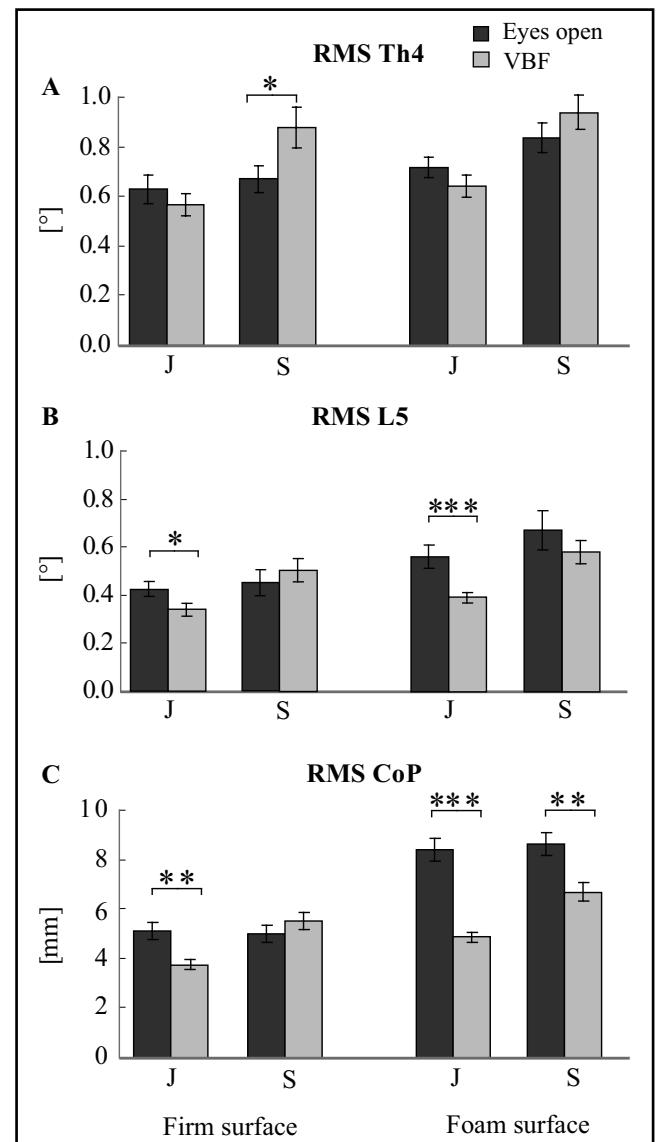 RMS Th4
Eyes open
VBF
A
*
1.0
0.8
0.6
0.4
0.2
0.0
[°]
J S J S
B RMS L5
1.0
0.8
0.6
0.4
0.2
0.0
[°]
* ***
J S J S
C RMS CoP
10
8
6
4
2
0
[mm]
** *** **
J S J S
Firm surface Foam surface